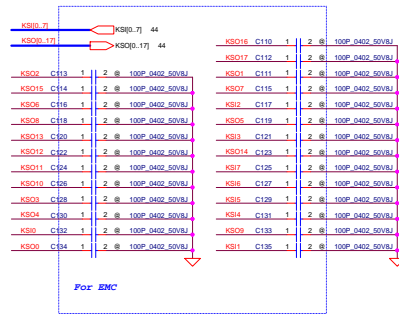 KSI[0..7] KSI[0..7] 44
KSO[0..17] KSO[0..17] 44
KSO16 C110 1 2 @ 100P_0402_50V8J
KSO17 C112 1 2 @ 100P_0402_50V8J
KSO2 C113 1 2 @ 100P_0402_50V8J KSO1 C111 1 2 @ 100P_0402_50V8J
KSO15 C114 1 2 @ 100P_0402_50V8J KSO7 C115 1 2 @ 100P_0402_50V8J
KSO6 C116 1 2 @ 100P_0402_50V8J KSI2 C117 1 2 @ 100P_0402_50V8J
KSO8 C118 1 2 @ 100P_0402_50V8J KSO5 C119 1 2 @ 100P_0402_50V8J
KSO13 C120 1 2 @ 100P_0402_50V8J KSI3 C121 1 2 @ 100P_0402_50V8J
KSO12 C122 1 2 @ 100P_0402_50V8J KSO14 C123 1 2 @ 100P_0402_50V8J
KSO11 C124 1 2 @ 100P_0402_50V8J KSI7 C125 1 2 @ 100P_0402_50V8J
KSO10 C126 1 2 @ 100P_0402_50V8J KSI6 C127 1 2 @ 100P_0402_50V8J
KSO3 C128 1 2 @ 100P_0402_50V8J KSI5 C129 1 2 @ 100P_0402_50V8J
KSO4 C130 1 2 @ 100P_0402_50V8J KSI4 C131 1 2 @ 100P_0402_50V8J
KSI0 C132 1 2 @ 100P_0402_50V8J KSO9 C133 1 2 @ 100P_0402_50V8J
KSO0 C134 1 2 @ 100P_0402_50V8J KSI1 C135 1 2 @ 100P_0402_50V8J
For EMC